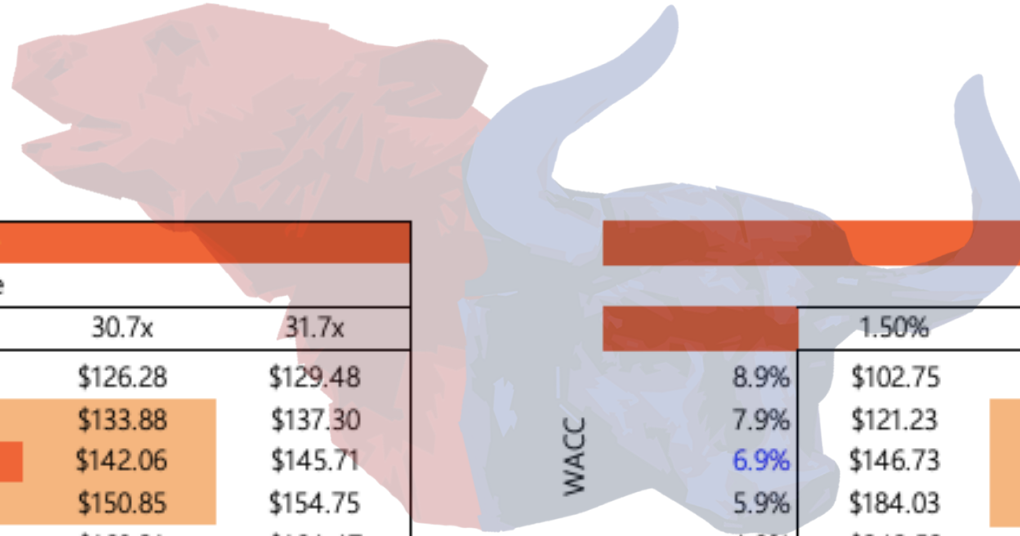 30.7x 31.7x 1.50%
$126.28 $129.48 8.9% $102.75
$133.88 $137.30 7.9% $121.23
$142.06 $145.71 6.9% $146.73
$150.85 $154.75 5.9% $184.03
WACC